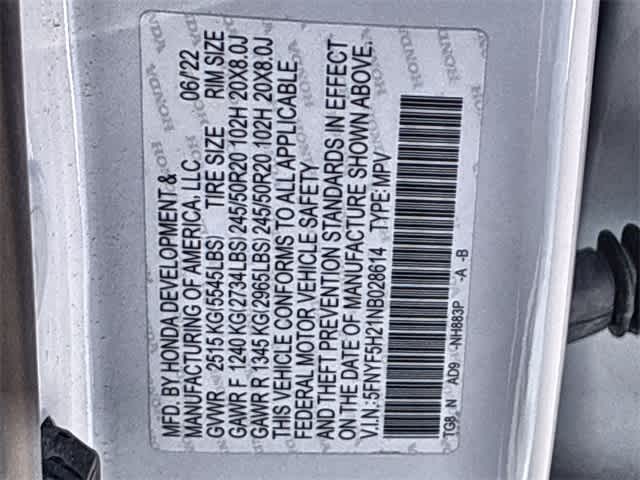 MFD. BY HONDA DEVELOPMENT &
MANUFACTURING OF AMERICA, LLC. 06/22
GVWR 2515 KG(5545LBS) TIRE SIZE RIM SIZE
GAWR F 1240 KG(2734LBS) 245/50R20 102H 20X8.0J
GAWR R 1345 KG(2965LBS) 245/50R20 102H 20X8.0J
THIS VEHICLE CONFORMS TO ALL APPLICABLE
FEDERAL MOTOR VEHICLE SAFETY
AND THEFT PREVENTION STANDARDS IN EFFECT
ON THE DATE OF MANUFACTURE SHOWN ABOVE.
V.I.N.:5FNYF5H21NB028614 TYPE:MPV
TG8 N AD9 -NH883P -A -B